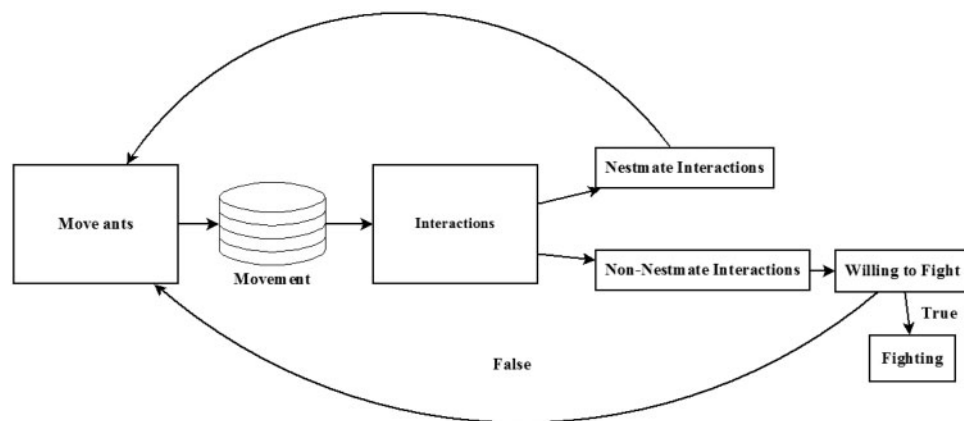 Nestmate Interactions
Move ants
Interactions
Movement
Non-Nestmate Interactions
Willing to Fight
True
Fighting
False